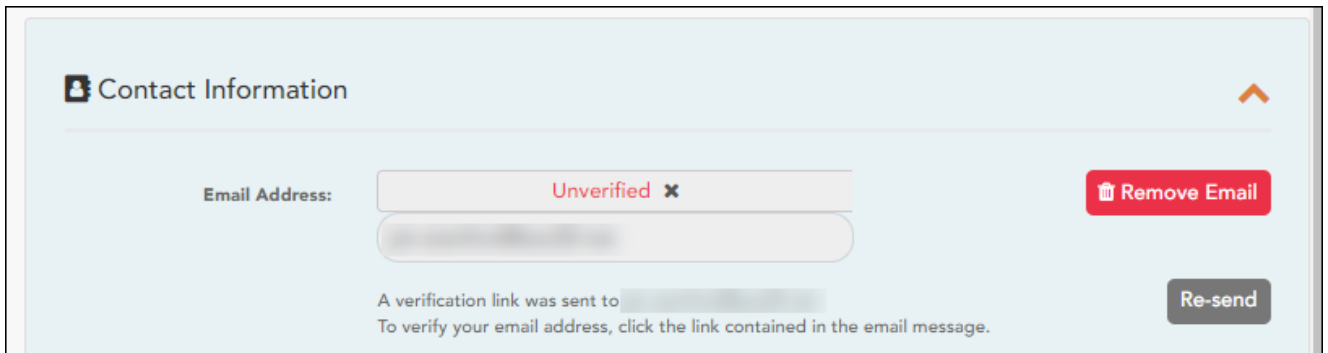 Contact Information
Email Address:
Unverified ✖
Remove Email
A verification link was sent to
Re-send
To verify your email address, click the link contained in the email message.